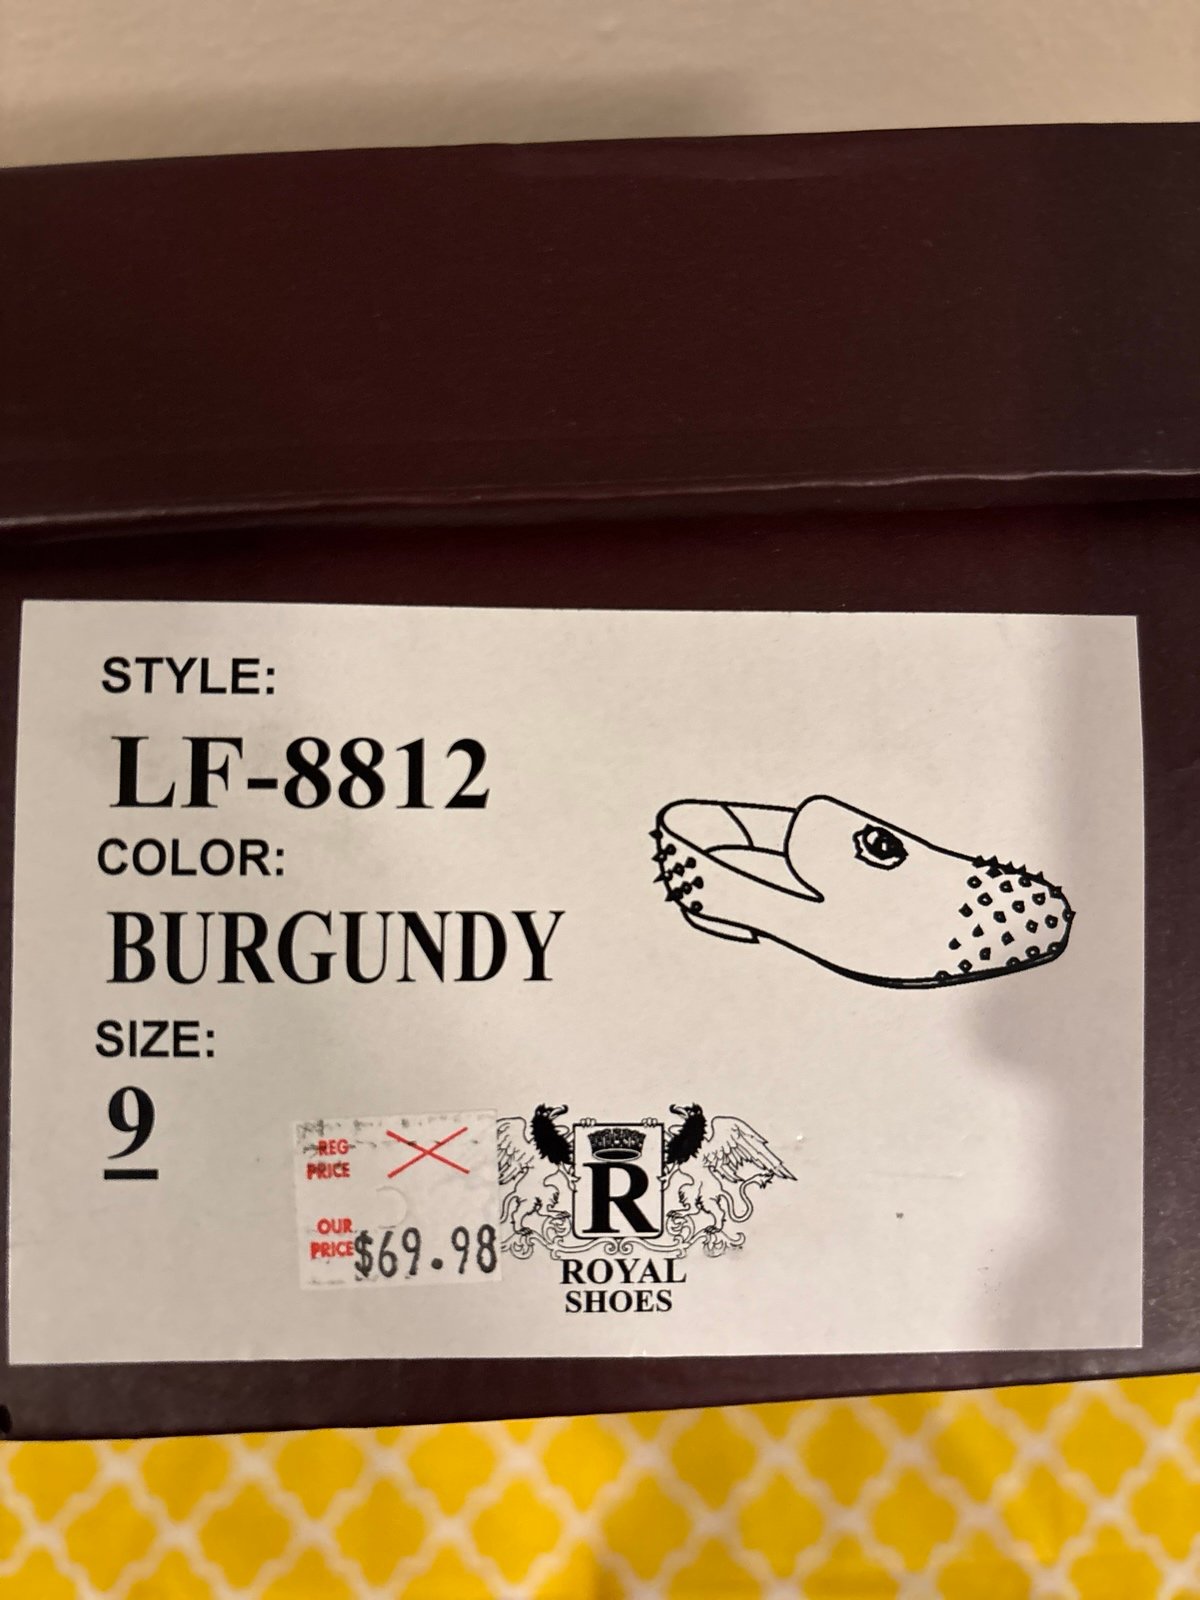 STYLE:
LF-8812
COLOR:
BURGUNDY
SIZE:
9
REG
PRICE
OUR
PRICE $69.98
R
ROYAL
SHOES